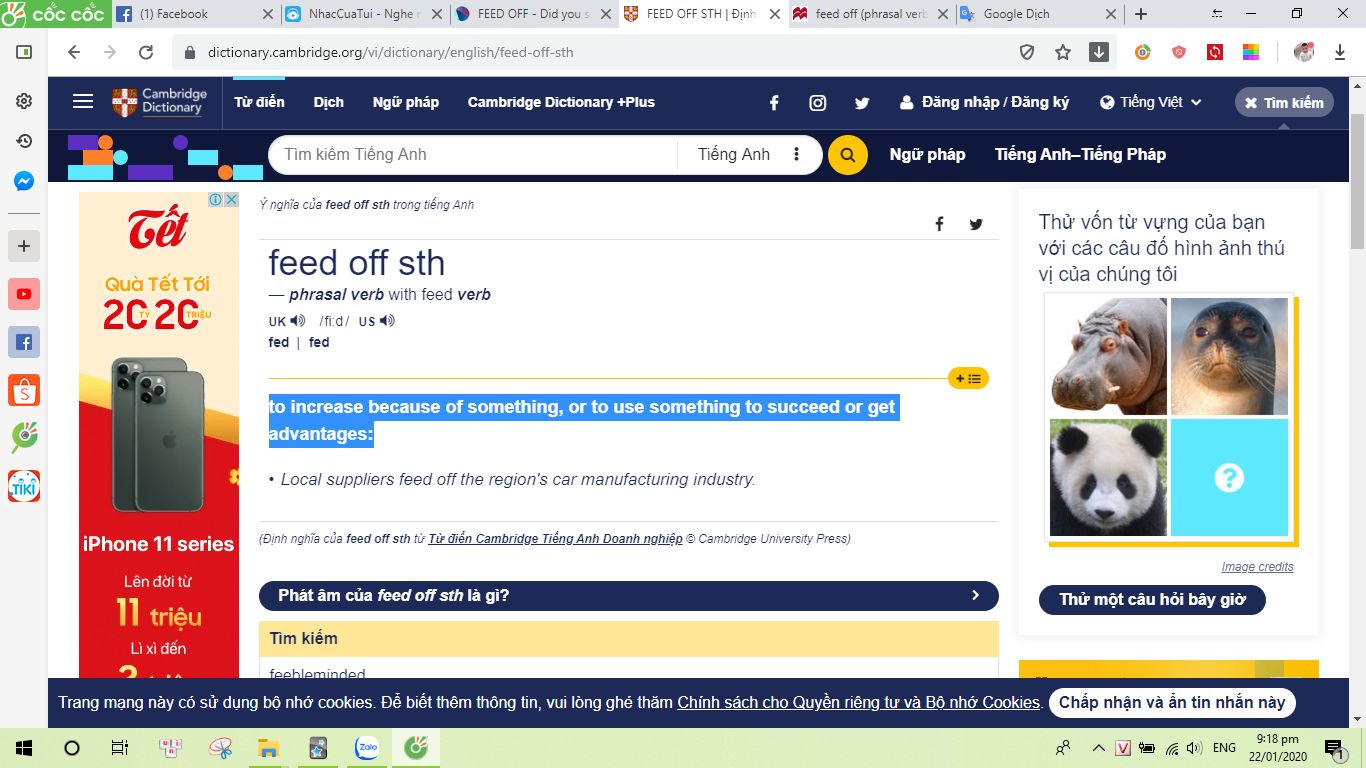 cốc cốc
(1) Facebook
NhacCuaTui - Nghe n
FEED OFF - Did you s
FEED OFF STH | Định
feed off (phrasal verb
Google Dịch
dictionary.cambridge.org/vi/dictionary/english/feed-off-sth
Cambridge
Dictionary
Từ điển
Dịch
Ngữ pháp
Cambridge Dictionary +Plus
Đăng nhập / Đăng ký
Tiếng Việt
Tìm kiếm
Tìm kiếm Tiếng Anh
Tiếng Anh
Ngữ pháp
Tiếng Anh–Tiếng Pháp
Tết
Quà Tết Tới
20 TỶ 20 TRIỆU
iPhone 11 series
Lên đời từ
11 triệu
Lì xì đến
Ý nghĩa của feed off sth trong tiếng Anh
feed off sth
— phrasal verb with feed verb
UK /fiːd/ US
fed | fed
to increase because of something, or to use something to succeed or get
advantages:
• Local suppliers feed off the region's car manufacturing industry.
(Định nghĩa của feed off sth từ Từ điển Cambridge Tiếng Anh Doanh nghiệp © Cambridge University Press)
Phát âm của feed off sth là gì?
Tìm kiếm
feebleminded
Thử vốn từ vựng của bạn
với các câu đố hình ảnh thú
vị của chúng tôi
?
Image credits
Thử một câu hỏi bây giờ
Trang mạng này có sử dụng bộ nhớ cookies. Để biết thêm thông tin, vui lòng ghé thăm Chính sách cho Quyền riêng tư và Bộ nhớ Cookies.
Chấp nhận và ẩn tin nhắn này
TIKI
Zalo
V
ENG
9:18 pm
22/01/2020
1